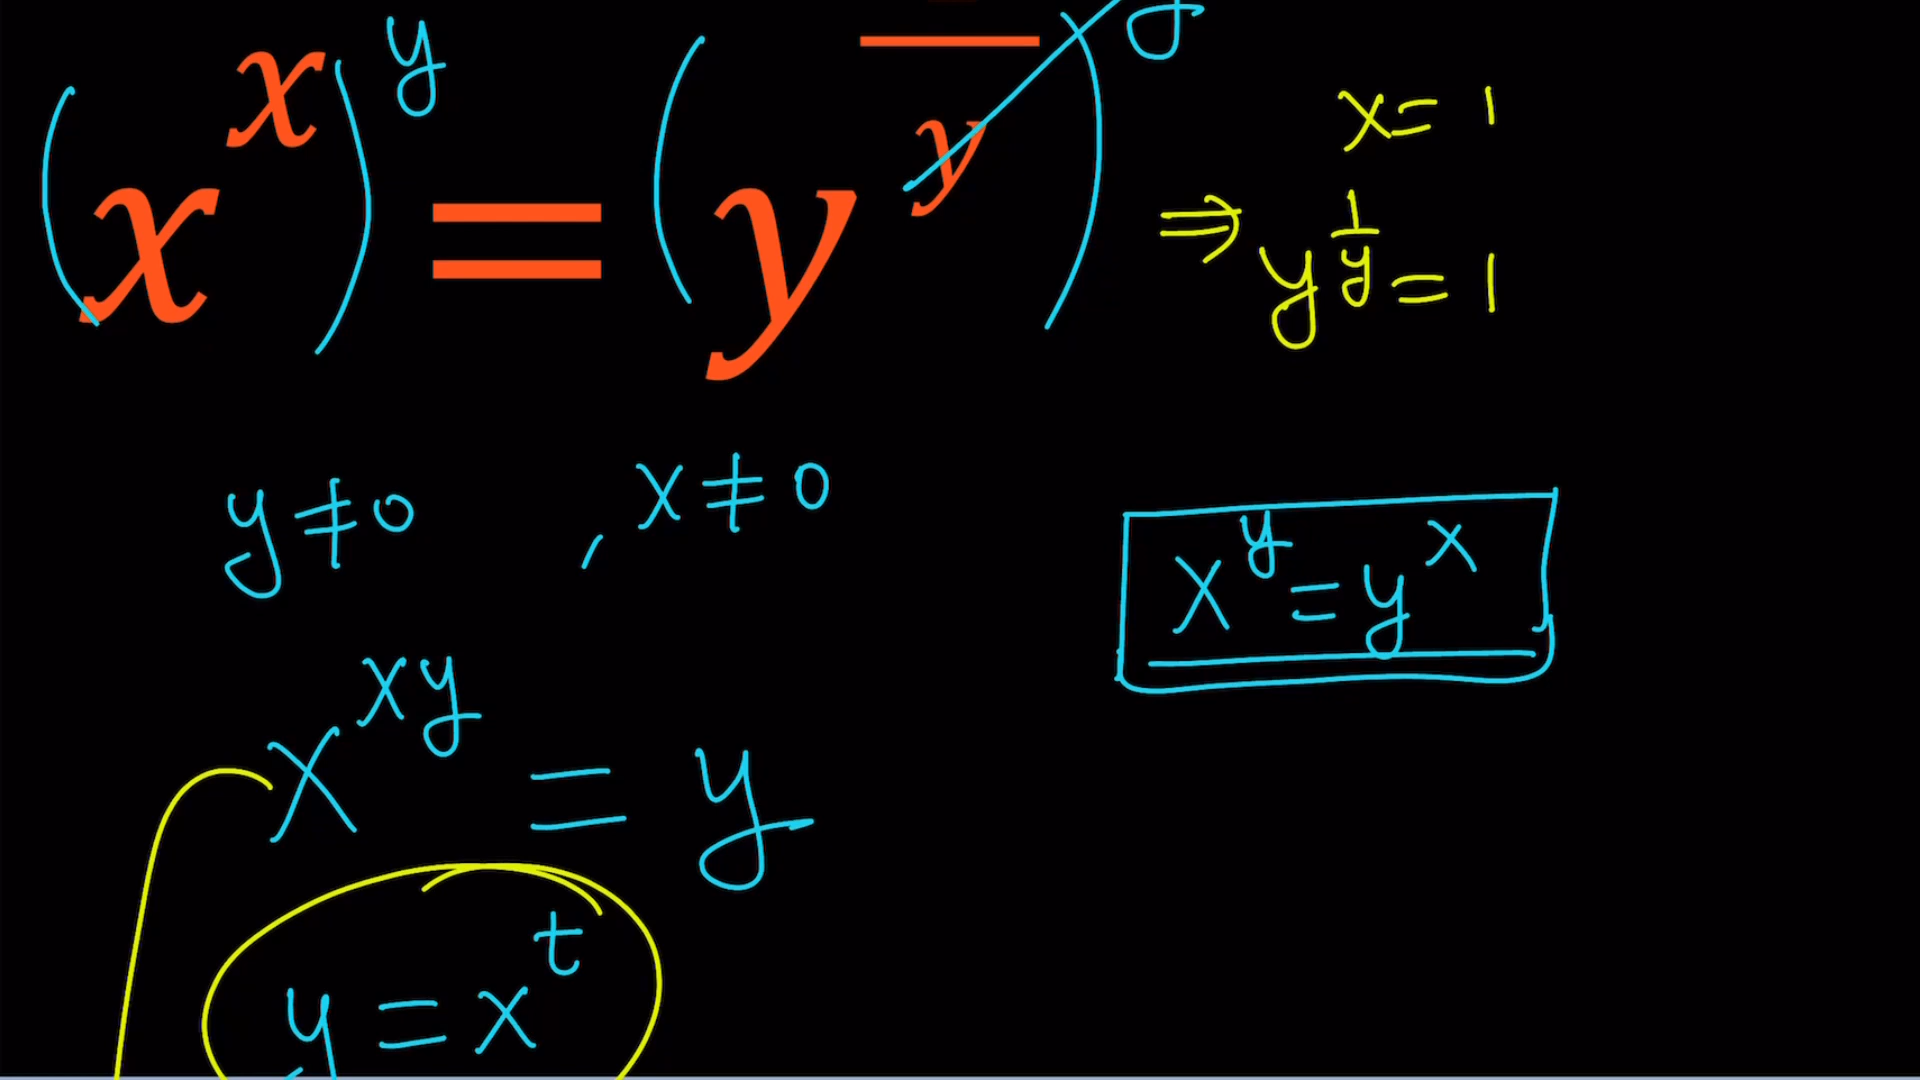 (x^x)^y = (y^{—/y})^y
x = 1
⇒ y^{1/y} = 1
y ≠ 0 , x ≠ 0
x^y = y^x
x^{xy} = y
y = x^t